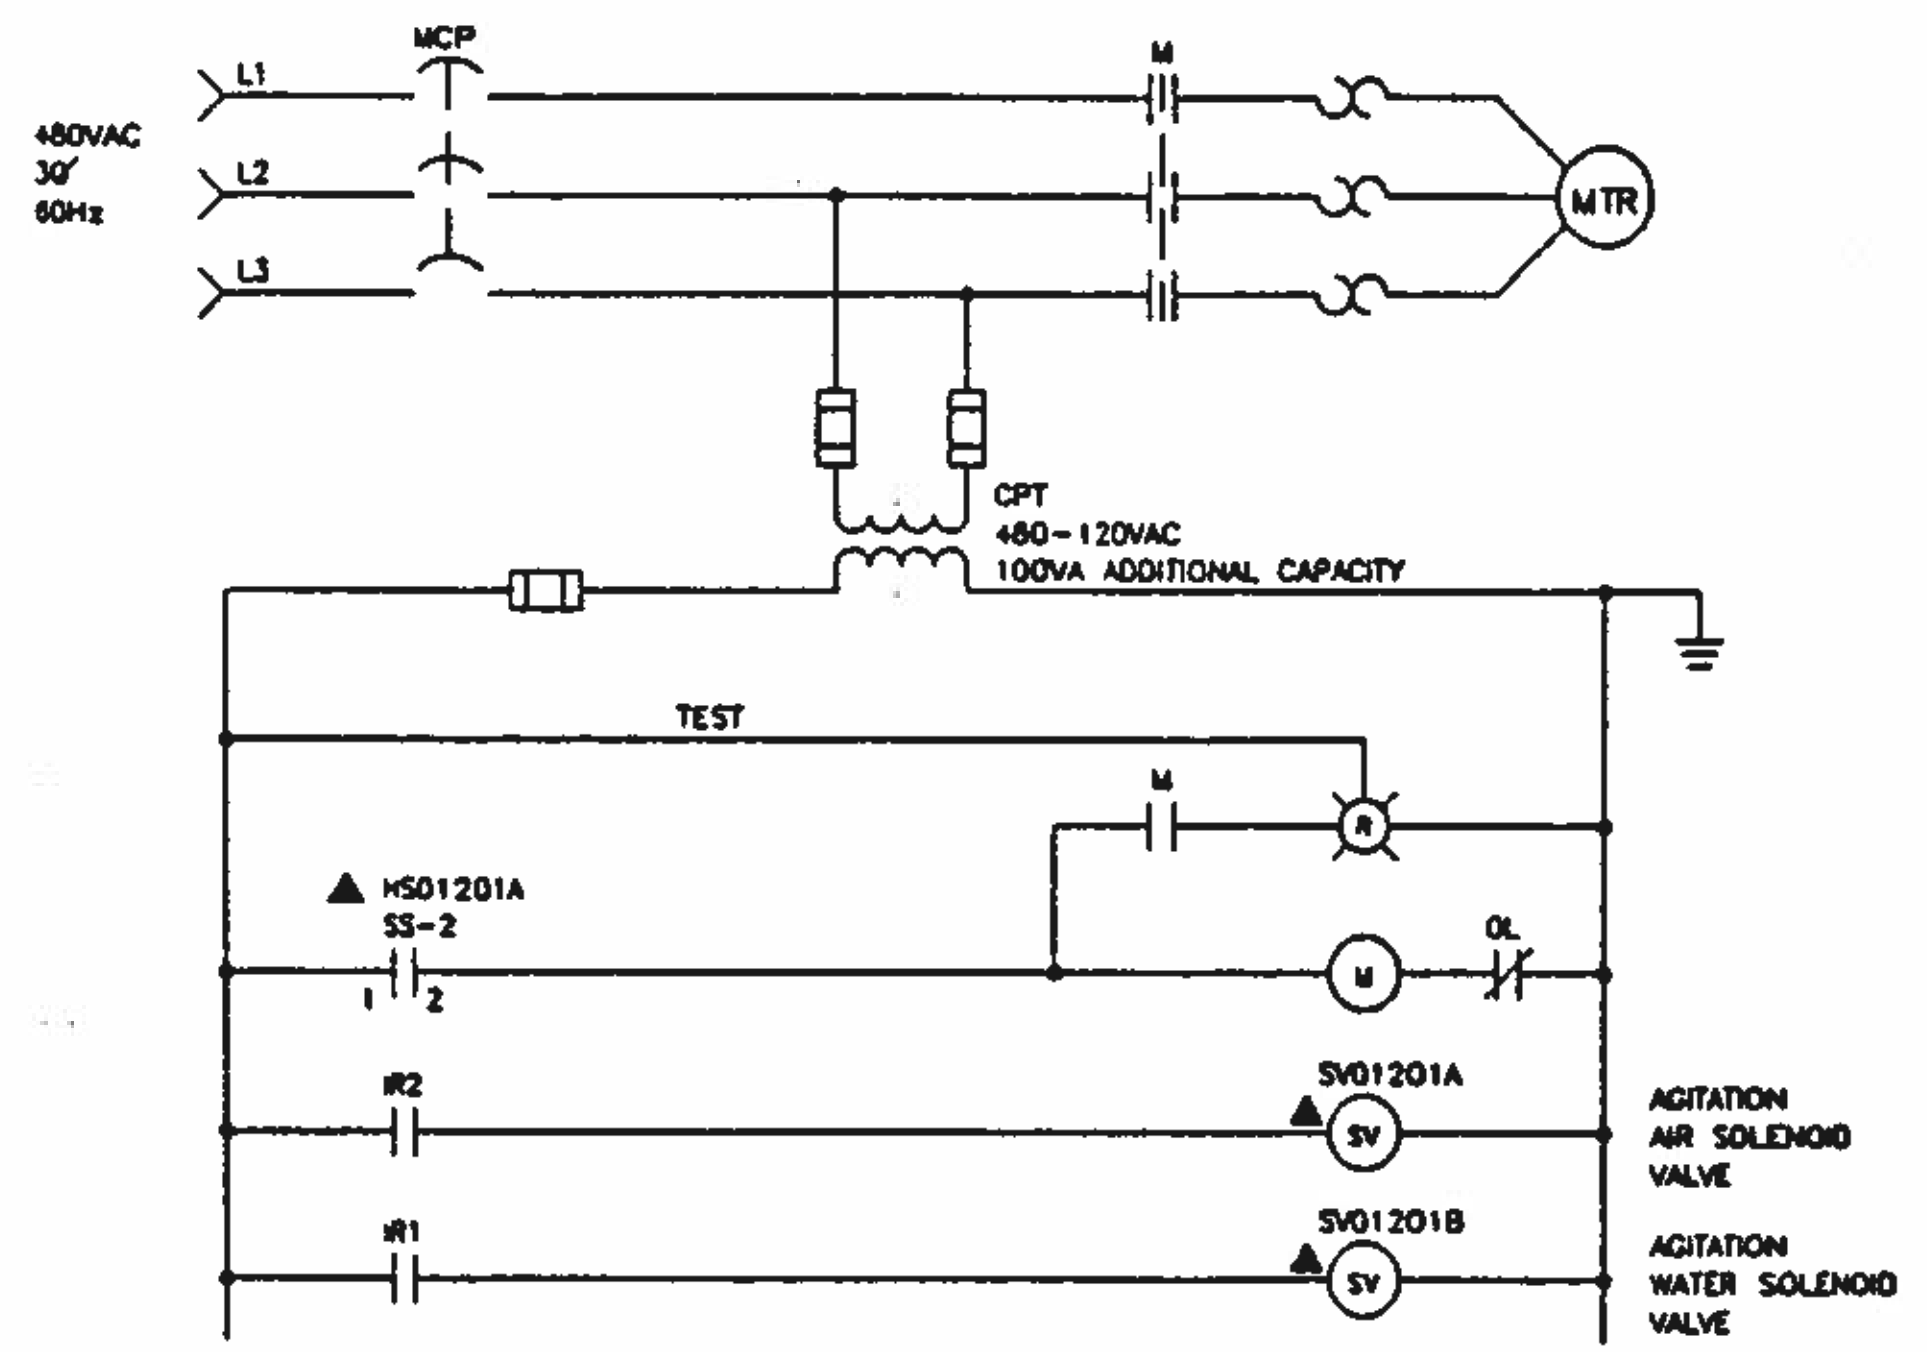 MCP
M
L1
480VAC
3Ø
60Hz
L2
L3
MTR
CPT
480-120VAC
100VA ADDITIONAL CAPACITY
TEST
M
R
HS01201A
SS-2
OL
1
2
M
IR2
SV01201A
SV
AGITATION
AIR SOLENOID
VALVE
IR1
SV01201B
SV
AGITATION
WATER SOLENOID
VALVE